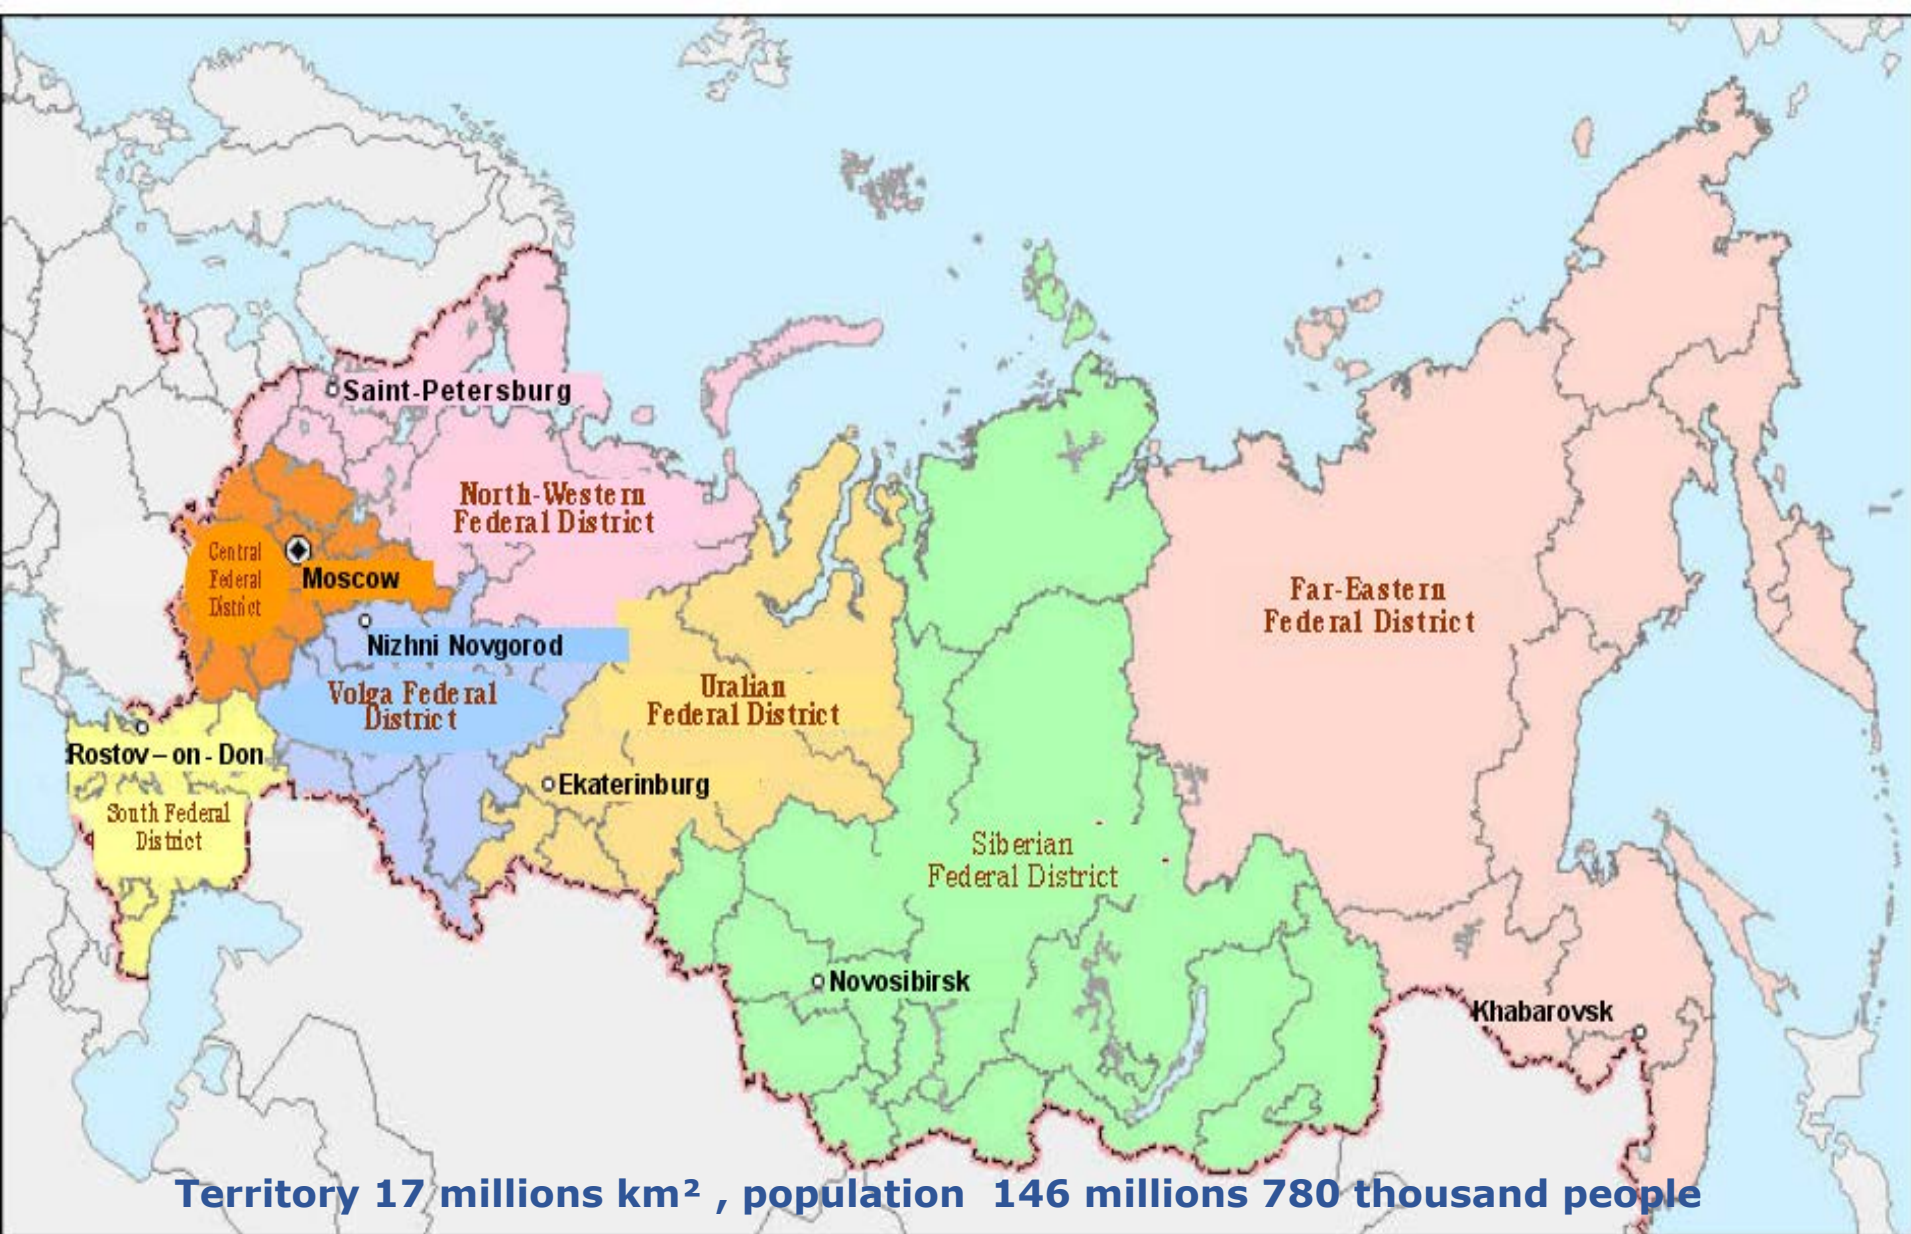 Saint-Petersburg
North-Western
Federal District
Central
Federal
District
Moscow
Nizhni Novgorod
Volga Federal
District
Uralian
Federal District
Far-Eastern
Federal District
Rostov–on - Don
Ekaterinburg
South Federal
District
Siberian
Federal District
Novosibirsk
Khabarovsk
Territory 17 millions km² , population 146 millions 780 thousand people